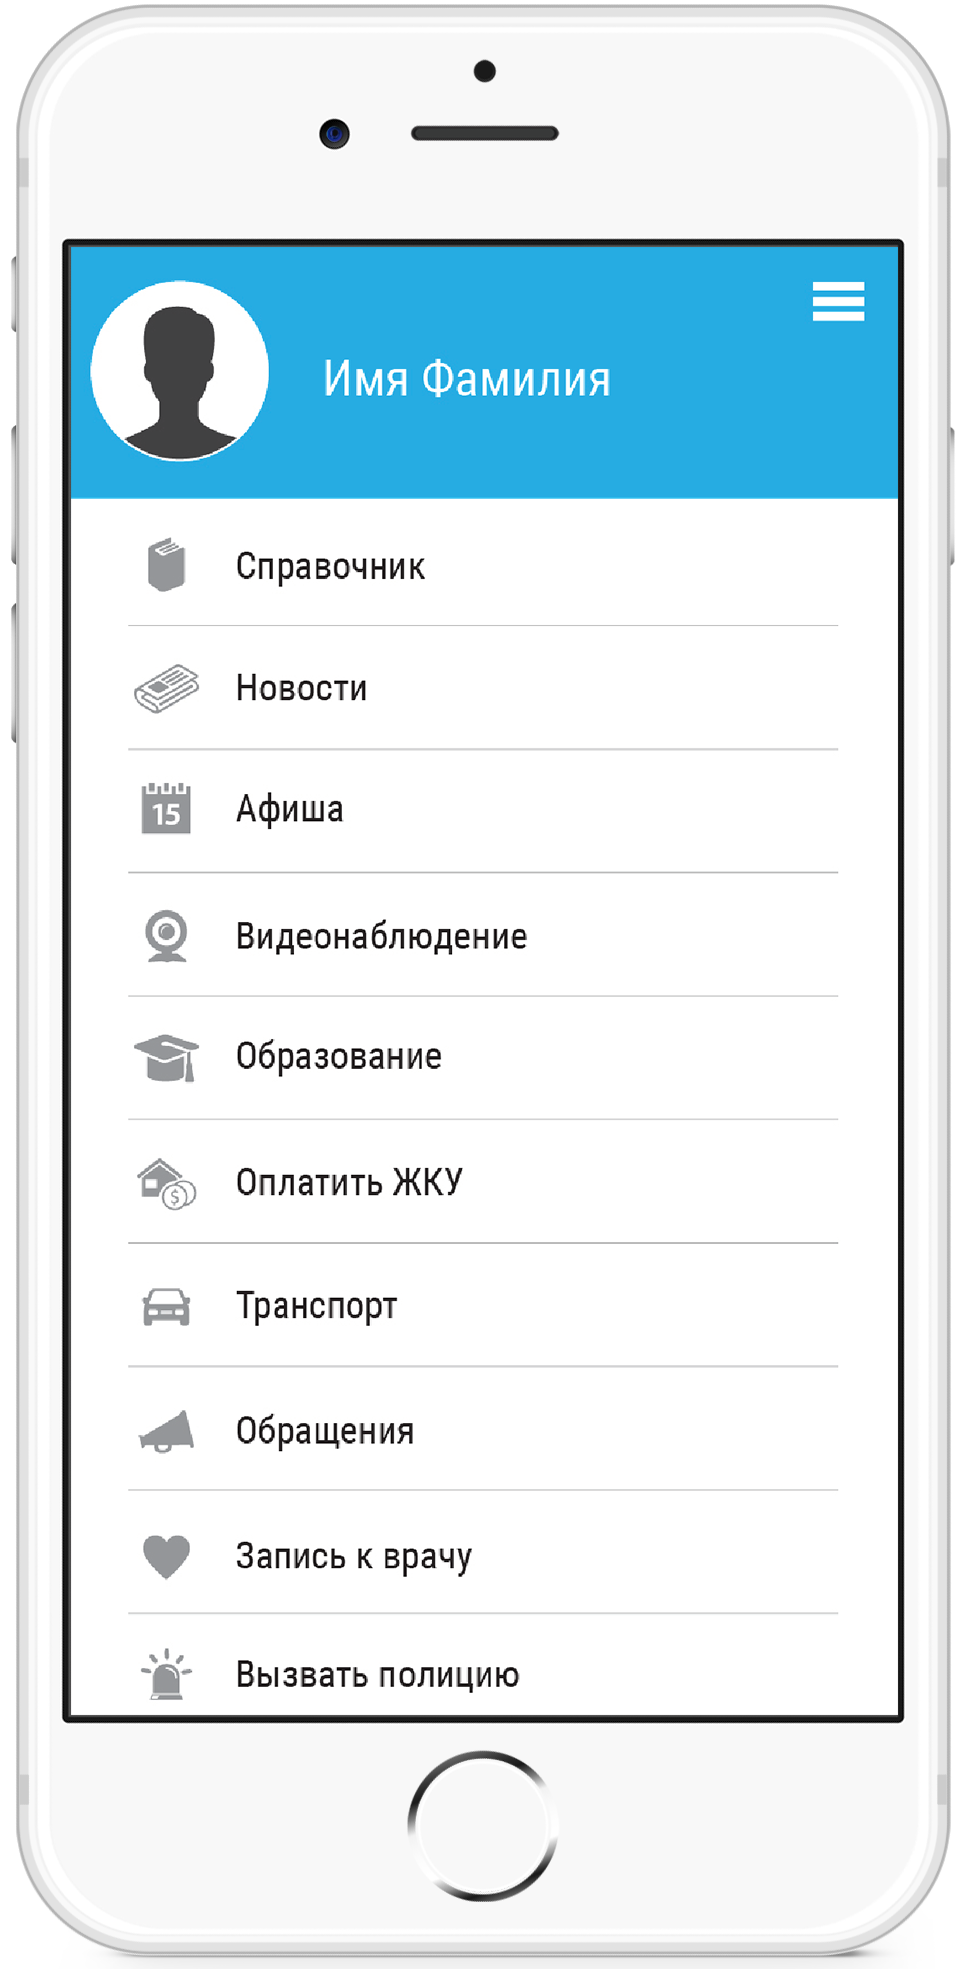 Имя Фамилия
Справочник
Новости
15
Афиша
Видеонаблюдение
Образование
$
Оплатить ЖКУ
Транспорт
Обращения
Запись к врачу
Вызвать полицию